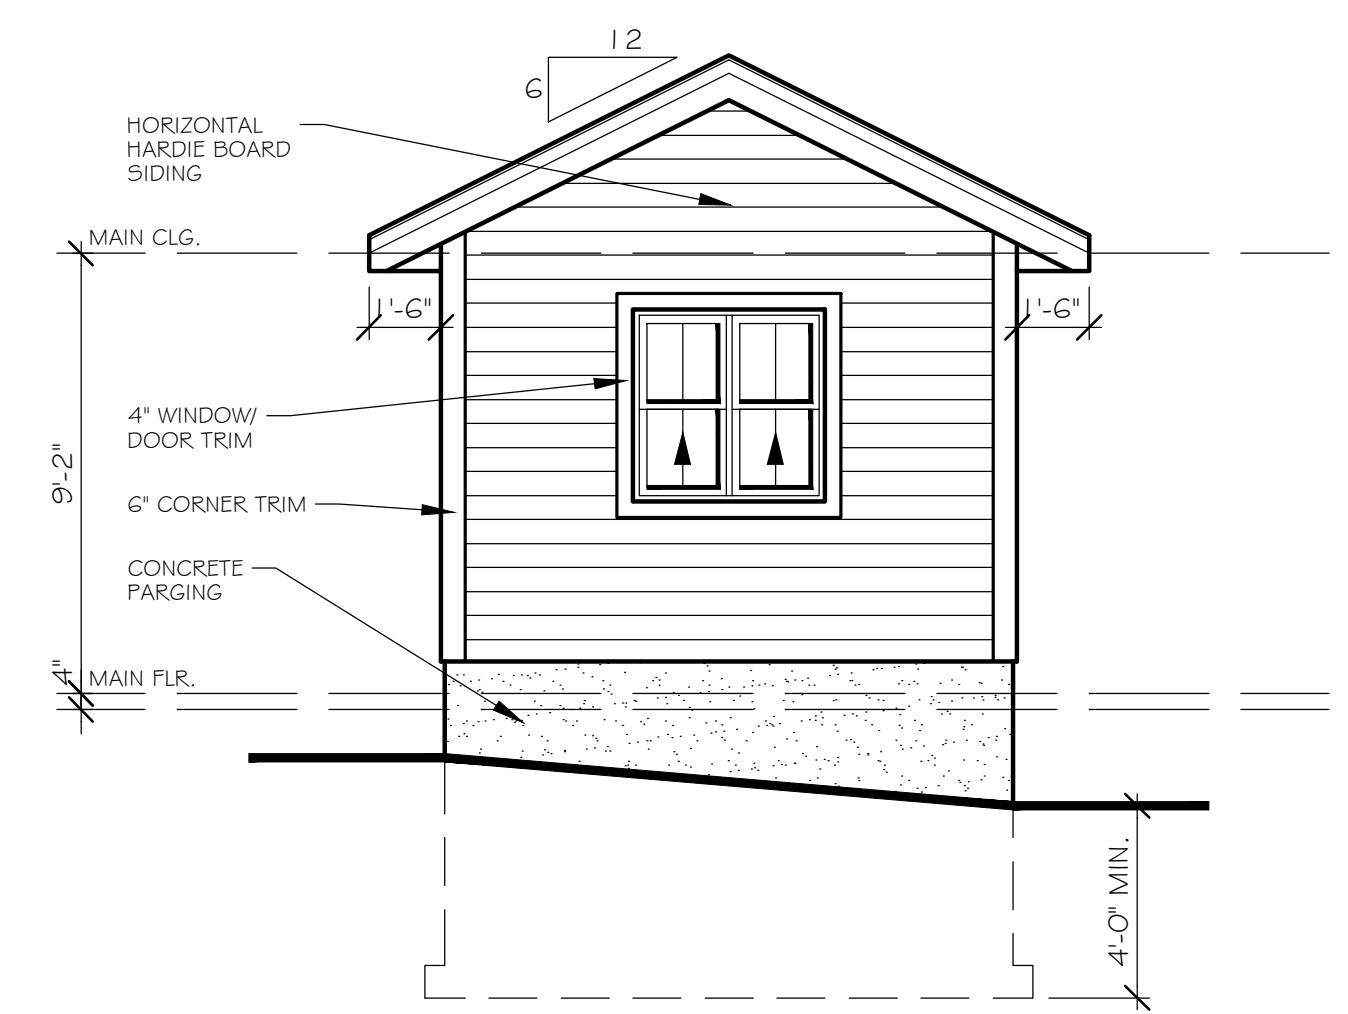 12
6
HORIZONTAL
HARDIE BOARD
SIDING
MAIN CLG.
1'-6"
1'-6"
4" WINDOW/
DOOR TRIM
9'-2"
6" CORNER TRIM
CONCRETE
PARGING
4"
MAIN FLR.
4'-0" MIN.